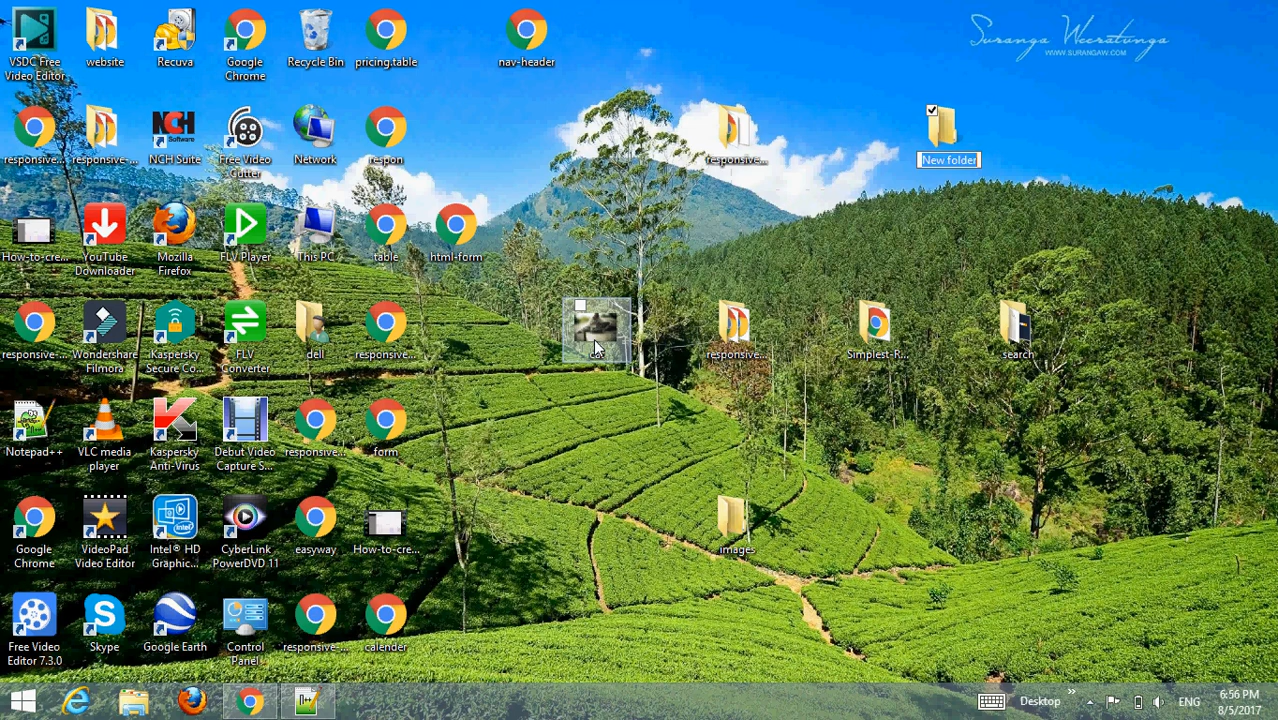 Suranga Weeratunga
WWW.SURANGAW.COM
VSDC Free
Video Editor
website
Recuva
Google
Chrome
Recycle Bin
pricing.table
nav-header
responsive...
responsive-...
NCH
Software
NCH Suite
Free Video
Cutter
Network
respon
responsive...
New folder
How-to-cre...
YouTube
Downloader
Mozilla
Firefox
FLV Player
This PC
table
html-form
responsive-...
Wondershare
Filmora
Kaspersky
Secure Co...
FLV
Converter
dell
responsive...
responsive...
Simplest-R...
search
Notepad++
VLC media
player
Kaspersky
Anti-Virus
Debut Video
Capture S...
responsive...
form
Google
Chrome
VideoPad
Video Editor
Intel® HD
Graphic...
CyberLink
PowerDVD 11
easyway
How-to-cre...
images
Free Video
Editor 7.3.0
Skype
Google Earth
Control
Panel
responsive-...
calender
Desktop
ENG
6:56 PM
8/5/2017